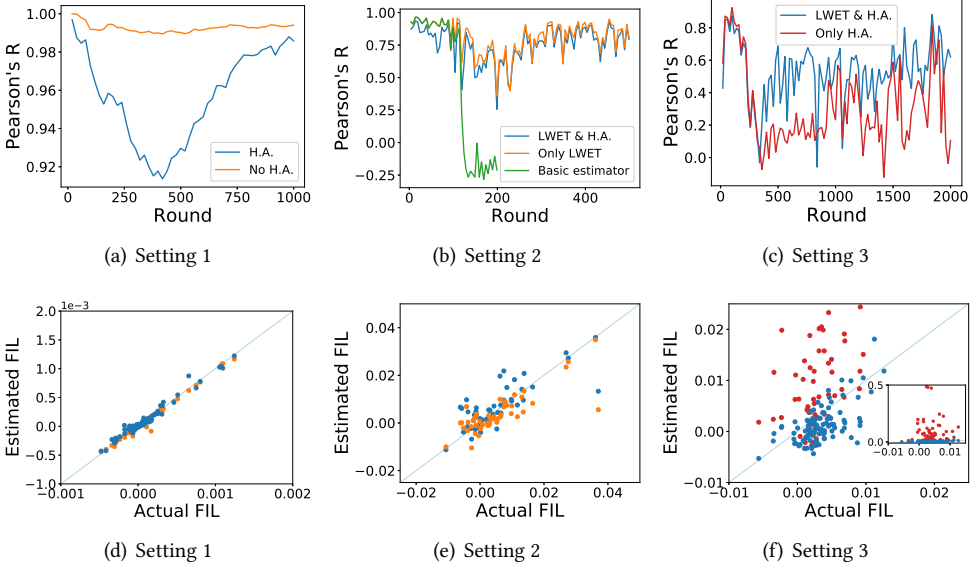 1.00
0.98
0.96
0.94
0.92
Pearson's R
H.A.
No H.A.
0
250
500
750
1000
Round
(a) Setting 1
1.00
0.75
0.50
0.25
0.00
−0.25
Pearson's R
LWET & H.A.
Only LWET
Basic estimator
0
200
400
Round
(b) Setting 2
0.8
0.6
0.4
0.2
0.0
Pearson's R
LWET & H.A.
Only H.A.
0
500
1000
1500
2000
Round
(c) Setting 3
1e−3
2.0
1.5
1.0
0.5
0.0
−0.5
−1.0
Estimated FIL
−0.001
0.000
0.001
0.002
Actual FIL
(d) Setting 1
0.04
0.02
0.00
−0.02
Estimated FIL
−0.02
0.00
0.02
0.04
Actual FIL
(e) Setting 2
0.02
0.01
0.00
−0.01
Estimated FIL
0.5
0.0
−0.01
0.00
0.01
−0.01
0.00
0.01
0.02
Actual FIL
(f) Setting 3